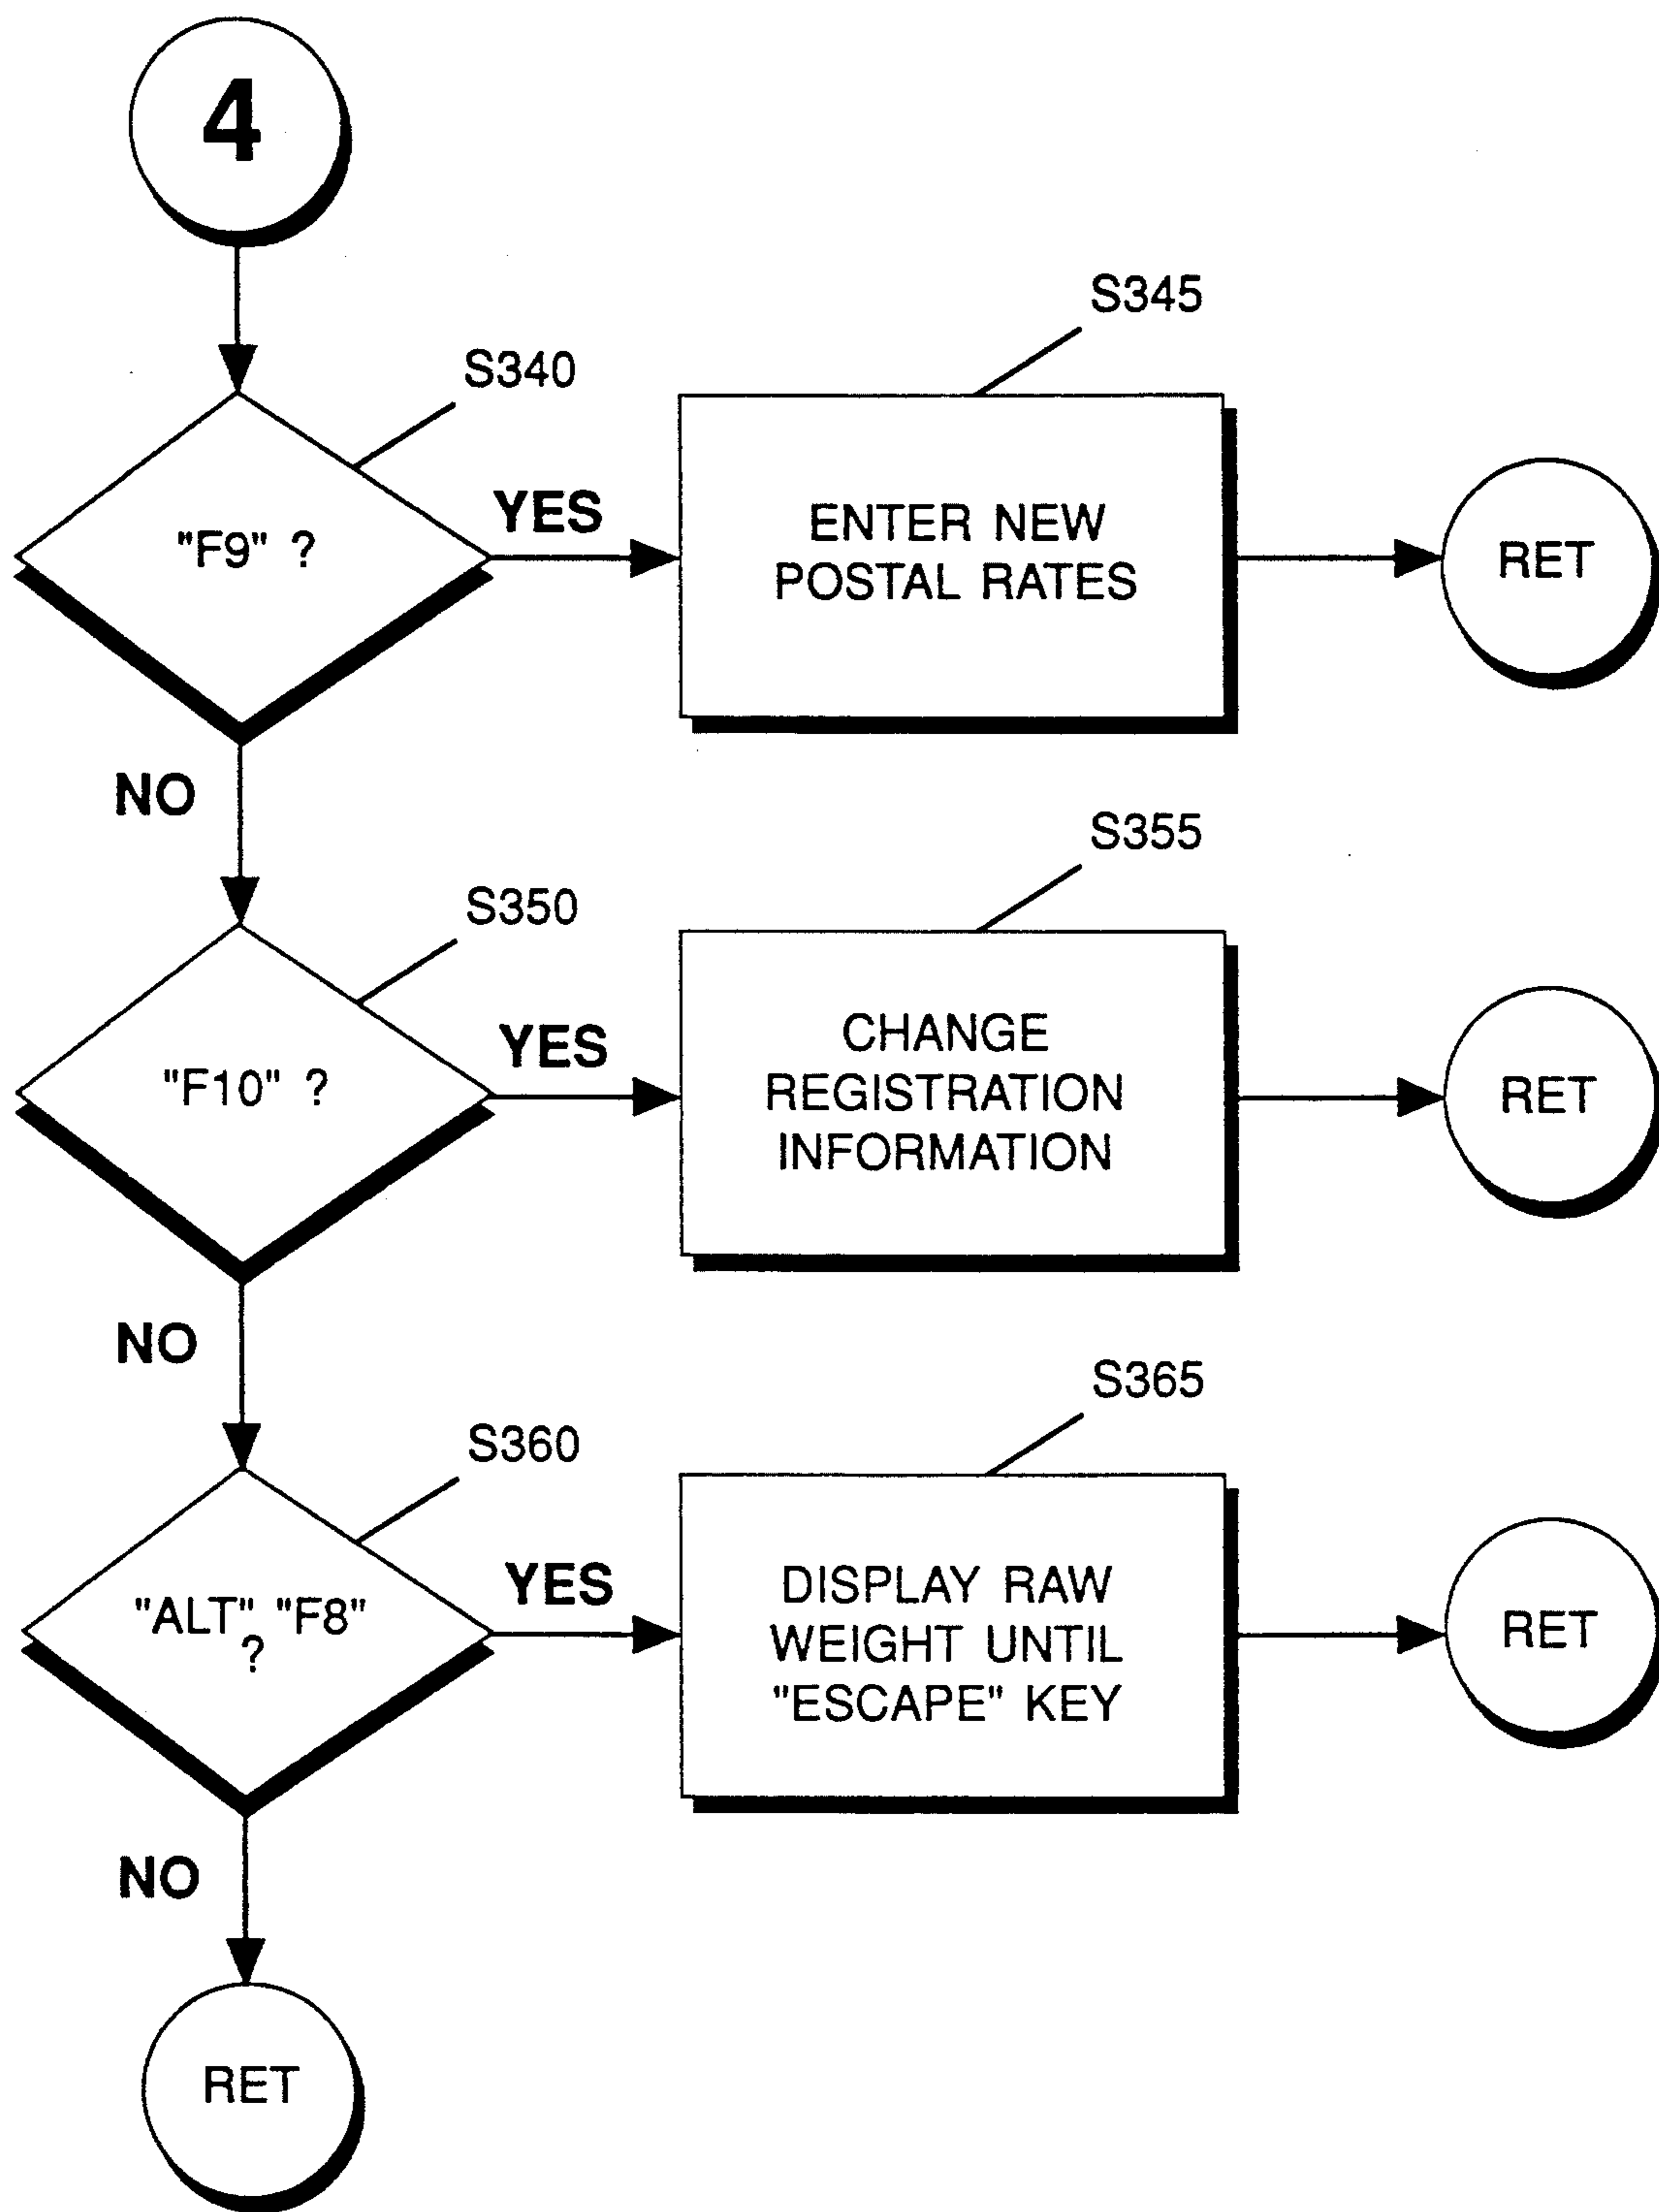 4
S340
S345
"F9" ?
YES
ENTER NEW
POSTAL RATES
RET
NO
S350
S355
"F10" ?
YES
CHANGE
REGISTRATION
INFORMATION
RET
NO
S360
S365
"ALT" "F8"
?
YES
DISPLAY RAW
WEIGHT UNTIL
"ESCAPE" KEY
RET
NO
RET